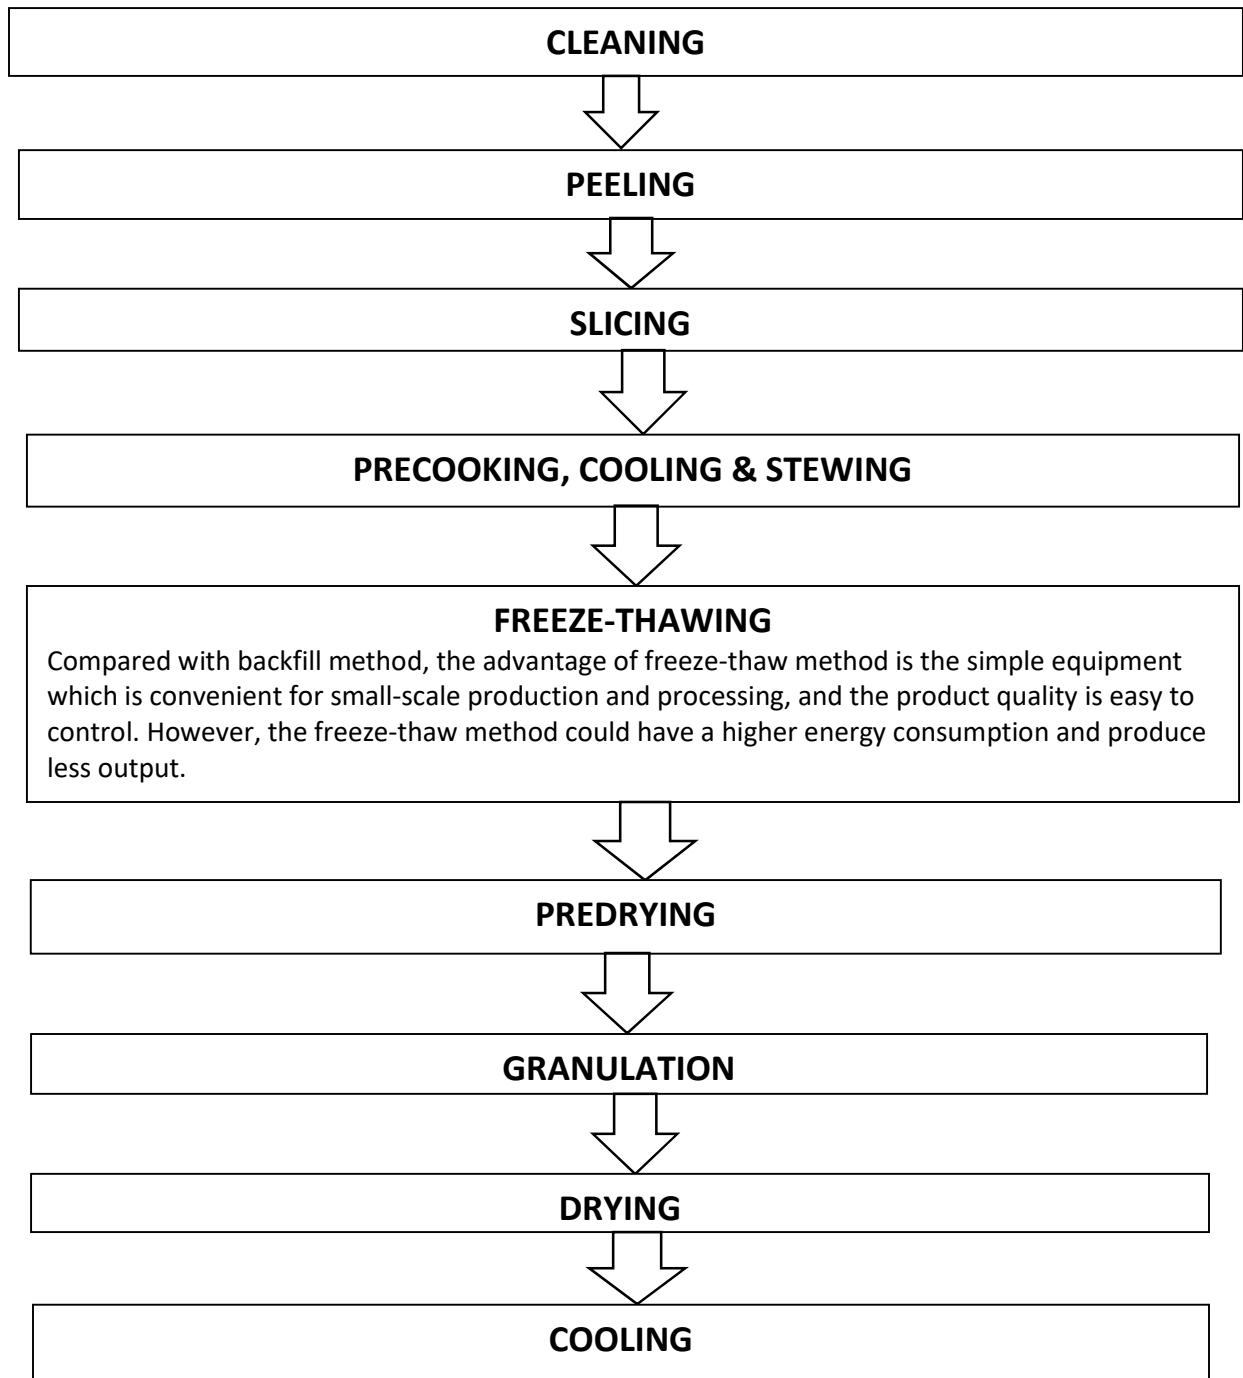 CLEANING
PEELING
SLICING
PRECOOKING, COOLING & STEWING
FREEZE-THAWING
Compared with backfill method, the advantage of freeze-thaw method is the simple equipment
which is convenient for small-scale production and processing, and the product quality is easy to
control. However, the freeze-thaw method could have a higher energy consumption and produce
less output.
PREDRYING
GRANULATION
DRYING
COOLING